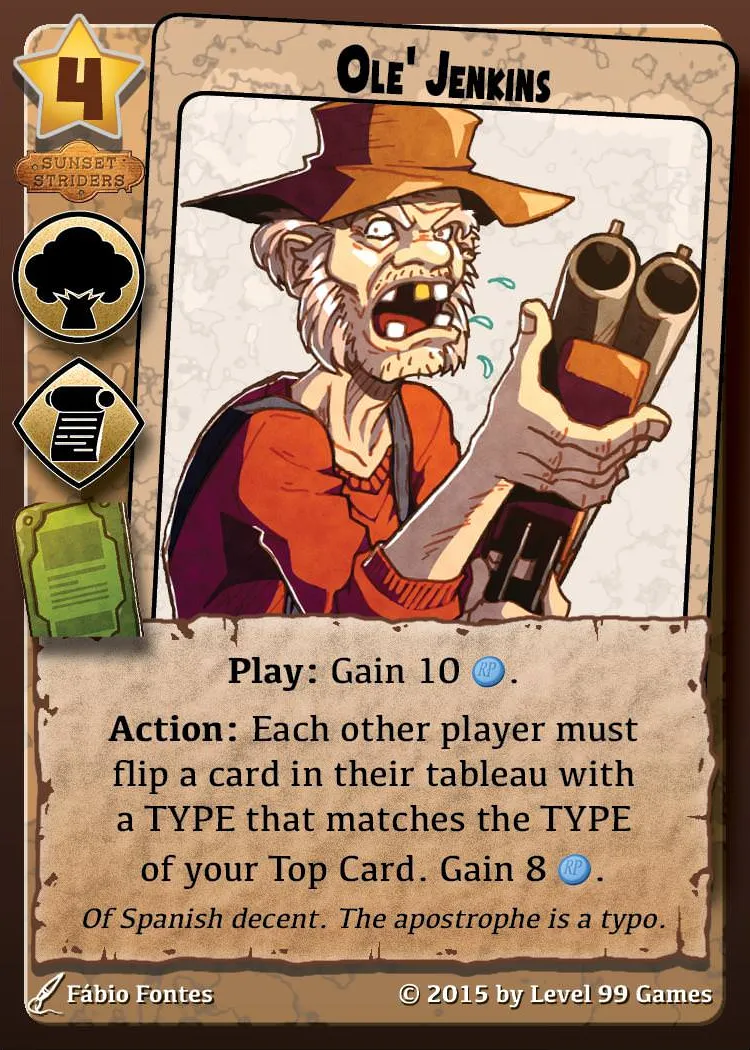 4
OLE' JENKINS
SUNSET
STRIDERS
Play: Gain 10 RP.
Action: Each other player must
flip a card in their tableau with
a TYPE that matches the TYPE
of your Top Card. Gain 8 RP.
Of Spanish decent. The apostrophe is a typo.
Fábio Fontes
© 2015 by Level 99 Games